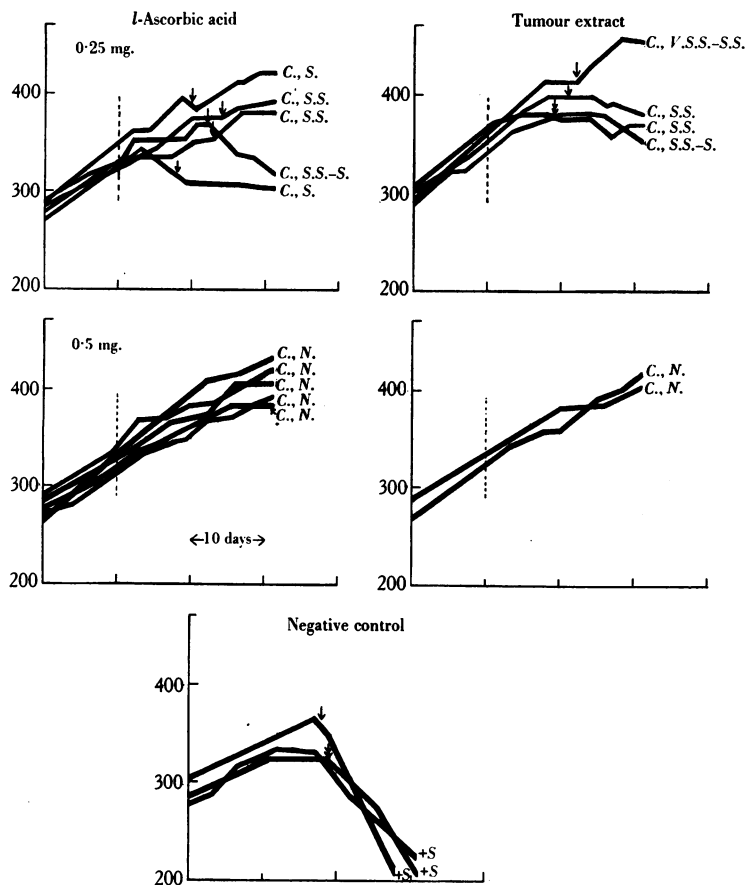 l-Ascorbic acid
0·25 mg.
400
300
200
C., S.
C., S.S.
C., S.S.
C., S.S.–S.
C., S.
Tumour extract
400
300
200
C., V.S.S.–S.S.
C., S.S.
C., S.S.
C., S.S.–S.
0·5 mg.
400
300
200
C., N.
C., N.
C., N.
C., N.
C., N.
←10 days→
400
300
200
C., N.
C., N.
Negative control
400
300
200
+S
+S
+S